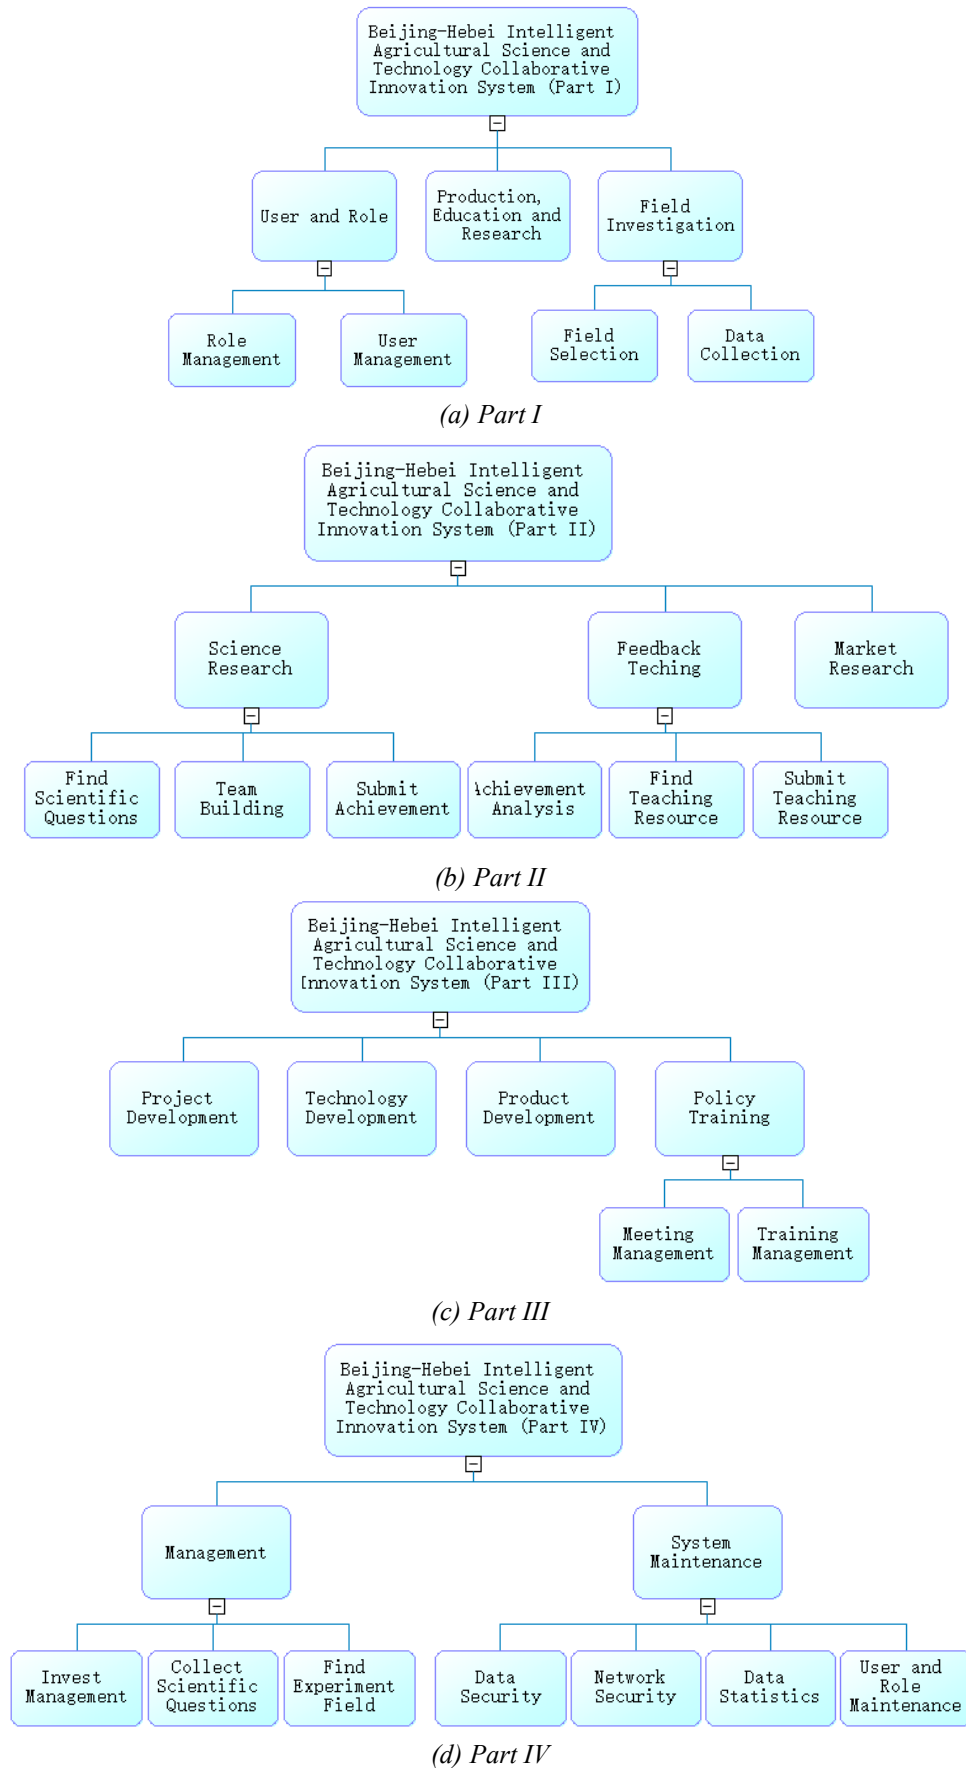 Beijing-Hebei Intelligent
Agricultural Science and
Technology Collaborative
Innovation System (Part I)
User and Role
Production,
Education and
Research
Field
Investigation
Role
Management
User
Management
Field
Selection
Data
Collection
(a) Part I
Beijing-Hebei Intelligent
Agricultural Science and
Technology Collaborative
Innovation System (Part II)
Science
Research
Feedback
Teching
Market
Research
Find
Scientific
Questions
Team
Building
Submit
Achievement
Achievement
Analysis
Find
Teaching
Resource
Submit
Teaching
Resource
(b) Part II
Beijing-Hebei Intelligent
Agricultural Science and
Technology Collaborative
Innovation System (Part III)
Project
Development
Technology
Development
Product
Development
Policy
Training
Meeting
Management
Training
Management
(c) Part III
Beijing-Hebei Intelligent
Agricultural Science and
Technology Collaborative
Innovation System (Part IV)
Management
System
Maintenance
Invest
Management
Collect
Scientific
Questions
Find
Experiment
Field
Data
Security
Network
Security
Data
Statistics
User and
Role
Maintenance
(d) Part IV